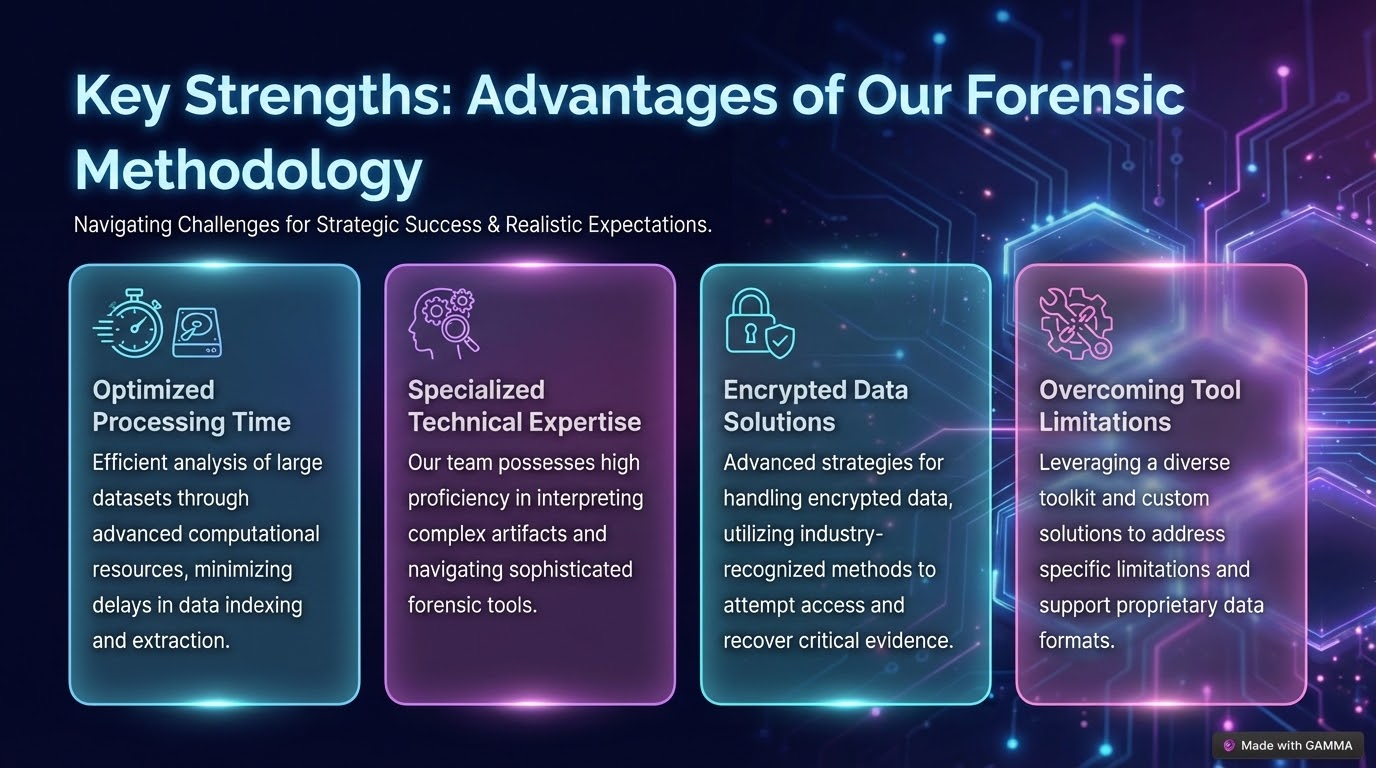 Key Strengths: Advantages of Our Forensic
Methodology
Navigating Challenges for Strategic Success & Realistic Expectations.
Optimized
Processing Time
Efficient analysis of large
datasets through
advanced computational
resources, minimizing
delays in data indexing
and extraction.
Specialized
Technical Expertise
Our team possesses high
proficiency in interpreting
complex artifacts and
navigating sophisticated
forensic tools.
Encrypted Data
Solutions
Advanced strategies for
handling encrypted data,
utilizing industry-
recognized methods to
attempt access and
recover critical evidence.
Overcoming Tool
Limitations
Leveraging a diverse
toolkit and custom
solutions to address
specific limitations and
support proprietary data
formats.
Made with GAMMA